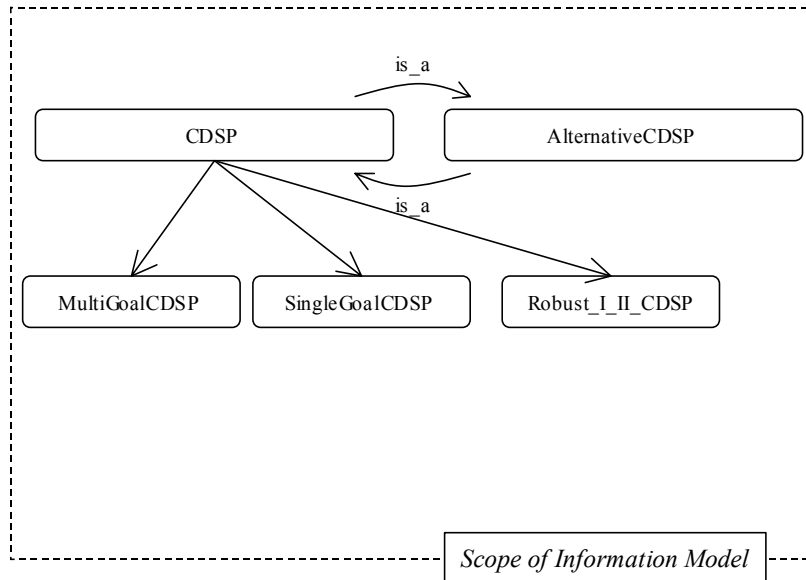 is_a
CDSP
AlternativeCDSP
is_a
MultiGoalCDSP
SingleGoalCDSP
Robust_I_II_CDSP
Scope of Information Model